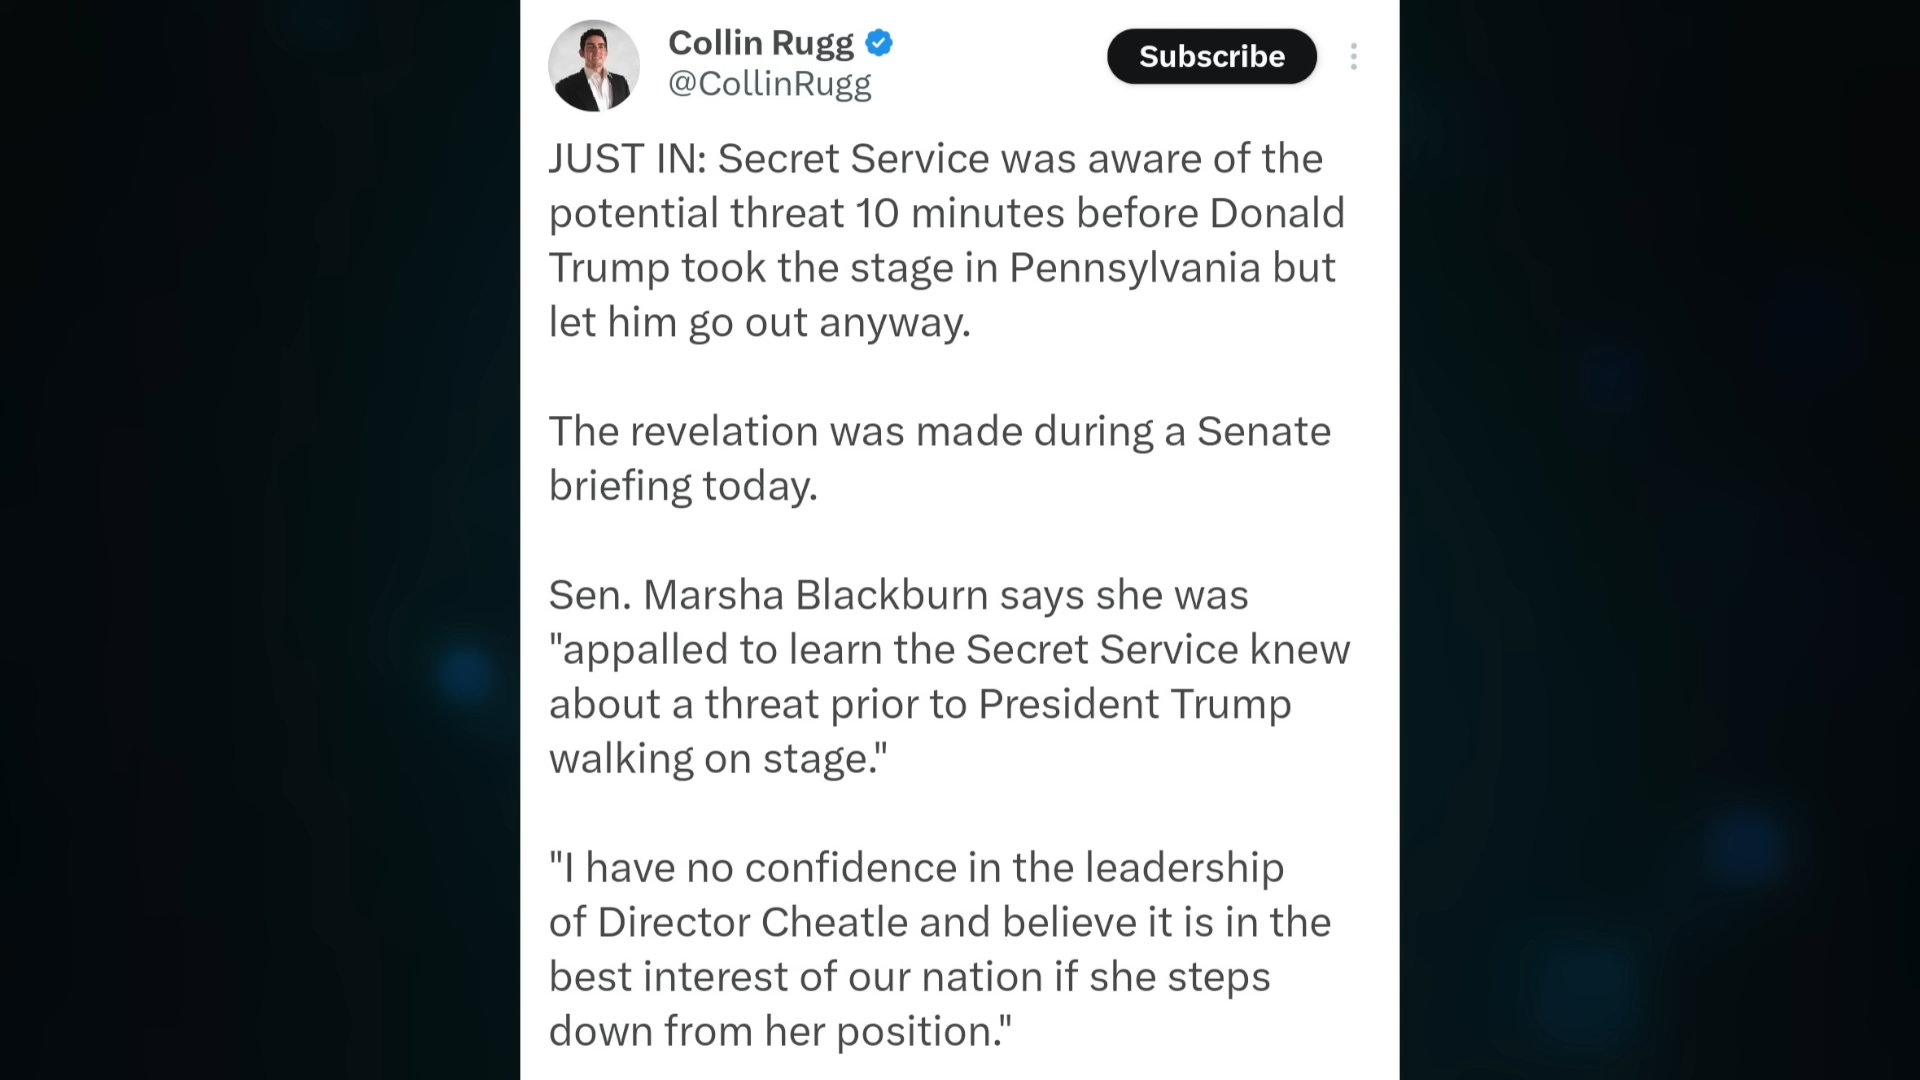 Collin Rugg
@CollinRugg
Subscribe
JUST IN: Secret Service was aware of the
potential threat 10 minutes before Donald
Trump took the stage in Pennsylvania but
let him go out anyway.
The revelation was made during a Senate
briefing today.
Sen. Marsha Blackburn says she was
"appalled to learn the Secret Service knew
about a threat prior to President Trump
walking on stage."
"I have no confidence in the leadership
of Director Cheatle and believe it is in the
best interest of our nation if she steps
down from her position."